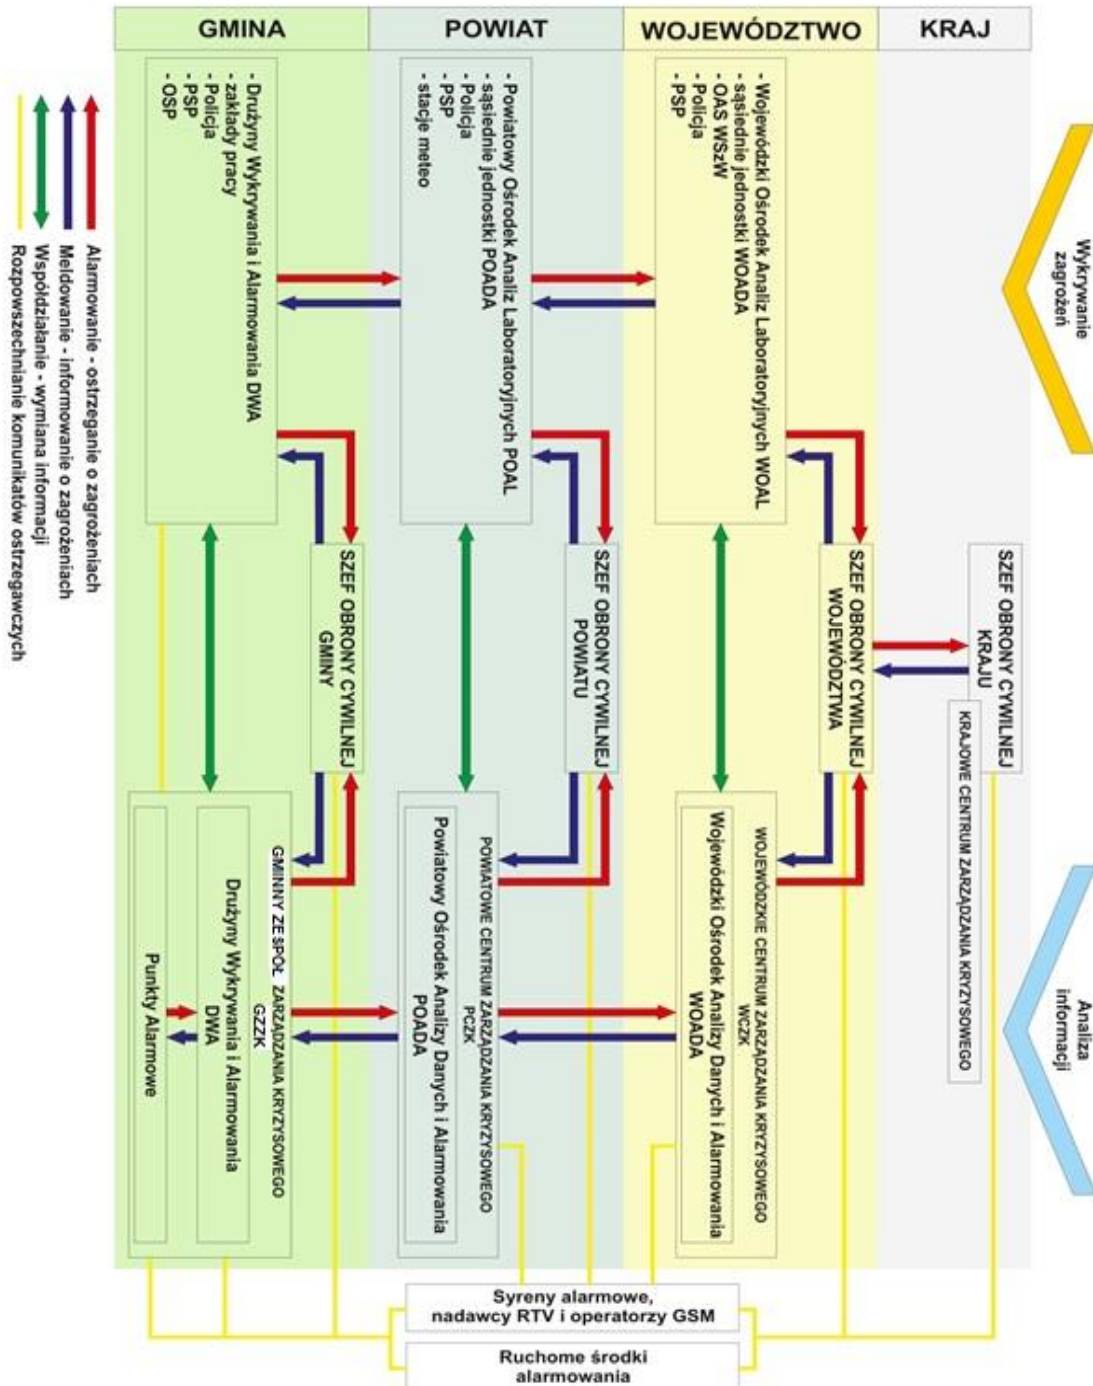 GMINA
POWIAT
WOJEWÓDZTWO
KRAJ
Wykrywanie
zagrożeń
Analiza
informacji
- Wojewódzki Ośrodek Analiz Laboratoryjnych WOAL
- sąsiednie jednostki WOADA
- OAS WSzW
- Policja
- PSP
- Powiatowy Ośrodek Analiz Laboratoryjnych POAL
- sąsiednie jednostki POADA
- Policja
- PSP
- stacje meteo
- Drużyny Wykrywania i Alarmowania DWA
- zakłady pracy
- Policja
- PSP
- OSP
SZEF OBRONY CYWILNEJ
KRAJU
KRAJOWE CENTRUM ZARZĄDZANIA KRYZYSOWEGO
SZEF OBRONY CYWILNEJ
WOJEWÓDZTWA
SZEF OBRONY CYWILNEJ
POWIATU
SZEF OBRONY CYWILNEJ
GMINY
WOJEWÓDZKIE CENTRUM ZARZĄDZANIA KRYZYSOWEGO
WCZK
Wojewódzki Ośrodek Analizy Danych i Alarmowania
WOADA
POWIATOWE CENTRUM ZARZĄDZANIA KRYZYSOWEGO
PCZK
Powiatowy Ośrodek Analizy Danych i Alarmowania
POADA
GMINNY ZESPÓŁ ZARZĄDZANIA KRYZYSOWEGO
GZZK
Drużyny Wykrywania i Alarmowania
DWA
Punkty Alarmowe
Alarmowanie - ostrzeganie o zagrożeniach
Meldowanie - informowanie o zagrożeniach
Współdziałanie - wymiana informacji
Rozpowszechnianie komunikatów ostrzegawczych
Syreny alarmowe,
nadawcy RTV i operatorzy GSM
Ruchome środki
alarmowania